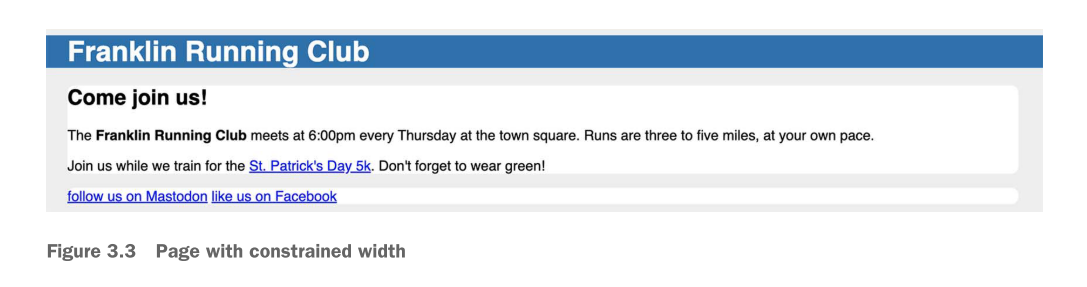 Franklin Running Club
Come join us!
The Franklin Running Club meets at 6:00pm every Thursday at the town square. Runs are three to five miles, at your own pace.
Join us while we train for the St. Patrick's Day 5k. Don't forget to wear green!
follow us on Mastodon like us on Facebook
Figure 3.3 Page with constrained width